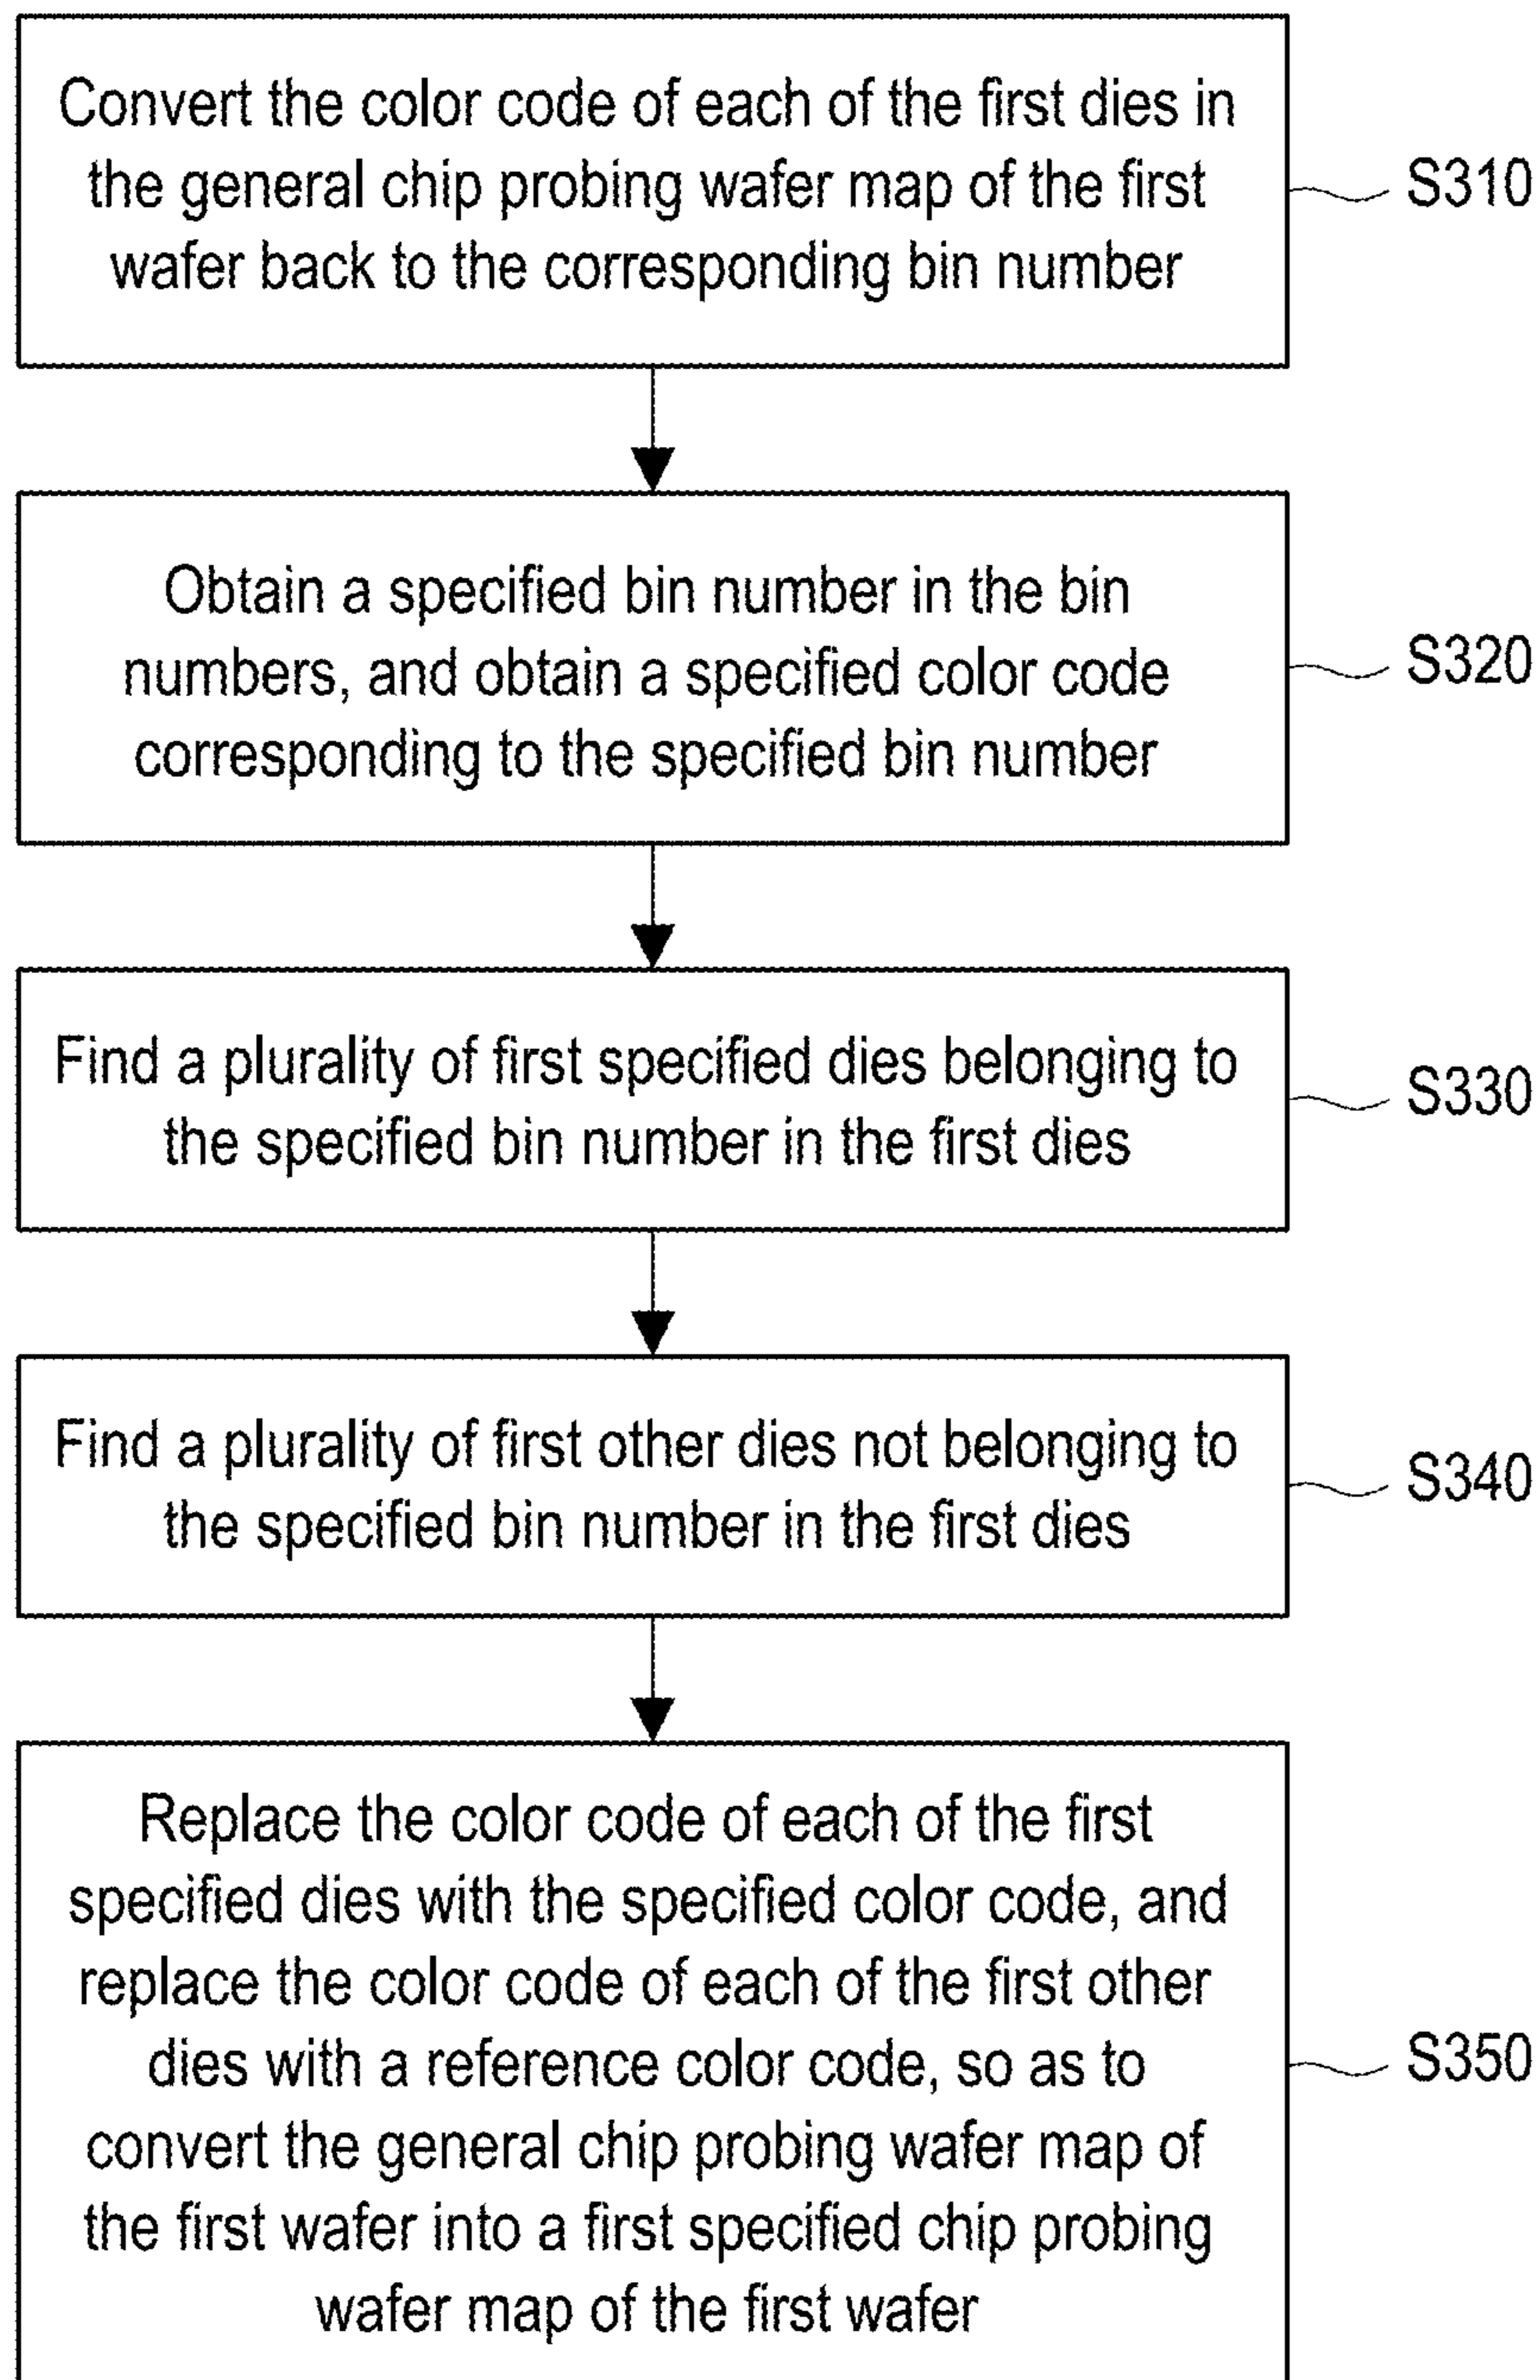 Convert the color code of each of the first dies in
the general chip probing wafer map of the first
wafer back to the corresponding bin number
S310
Obtain a specified bin number in the bin
numbers, and obtain a specified color code
corresponding to the specified bin number
S320
Find a plurality of first specified dies belonging to
the specified bin number in the first dies
S330
Find a plurality of first other dies not belonging to
the specified bin number in the first dies
S340
Replace the color code of each of the first
specified dies with the specified color code, and
replace the color code of each of the first other
dies with a reference color code, so as to
convert the general chip probing wafer map of
the first wafer into a first specified chip probing
wafer map of the first wafer
S350